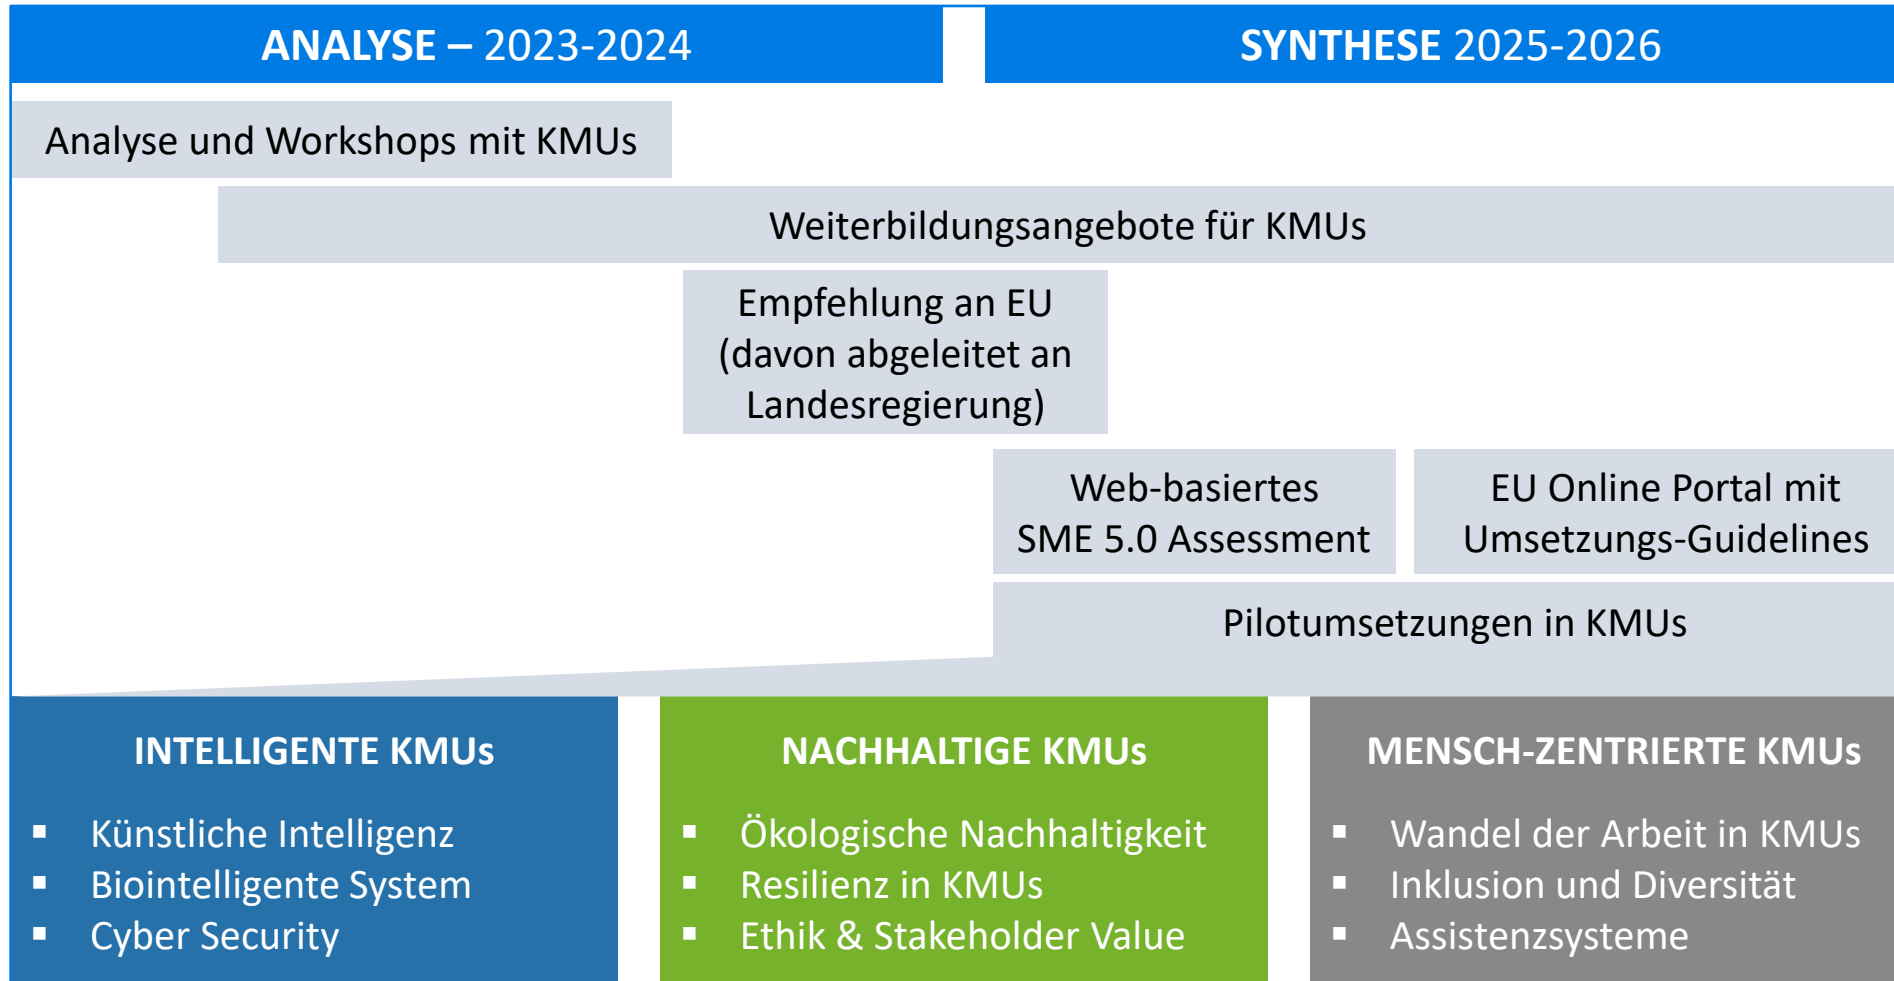 ANALYSE – 2023-2024
SYNTHESE 2025-2026
Analyse und Workshops mit KMUs
Weiterbildungsangebote für KMUs
Empfehlung an EU
(davon abgeleitet an
Landesregierung)
Web-basiertes
SME 5.0 Assessment
EU Online Portal mit
Umsetzungs-Guidelines
Pilotumsetzungen in KMUs
INTELLIGENTE KMUs
▪ Künstliche Intelligenz
▪ Biointelligente System
▪ Cyber Security
NACHHALTIGE KMUs
▪ Ökologische Nachhaltigkeit
▪ Resilienz in KMUs
▪ Ethik & Stakeholder Value
MENSCH-ZENTRIERTE KMUs
▪ Wandel der Arbeit in KMUs
▪ Inklusion und Diversität
▪ Assistenzsysteme